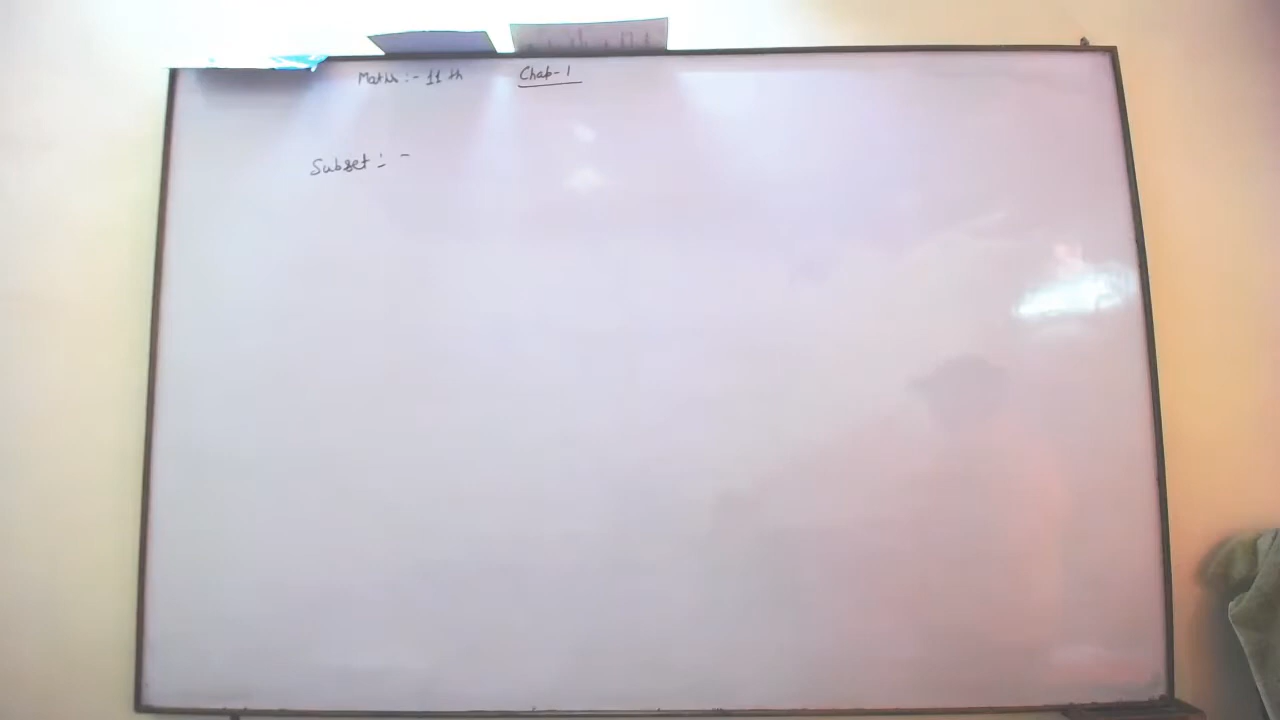 Maths :- 11 th Chap-1
Subset :-